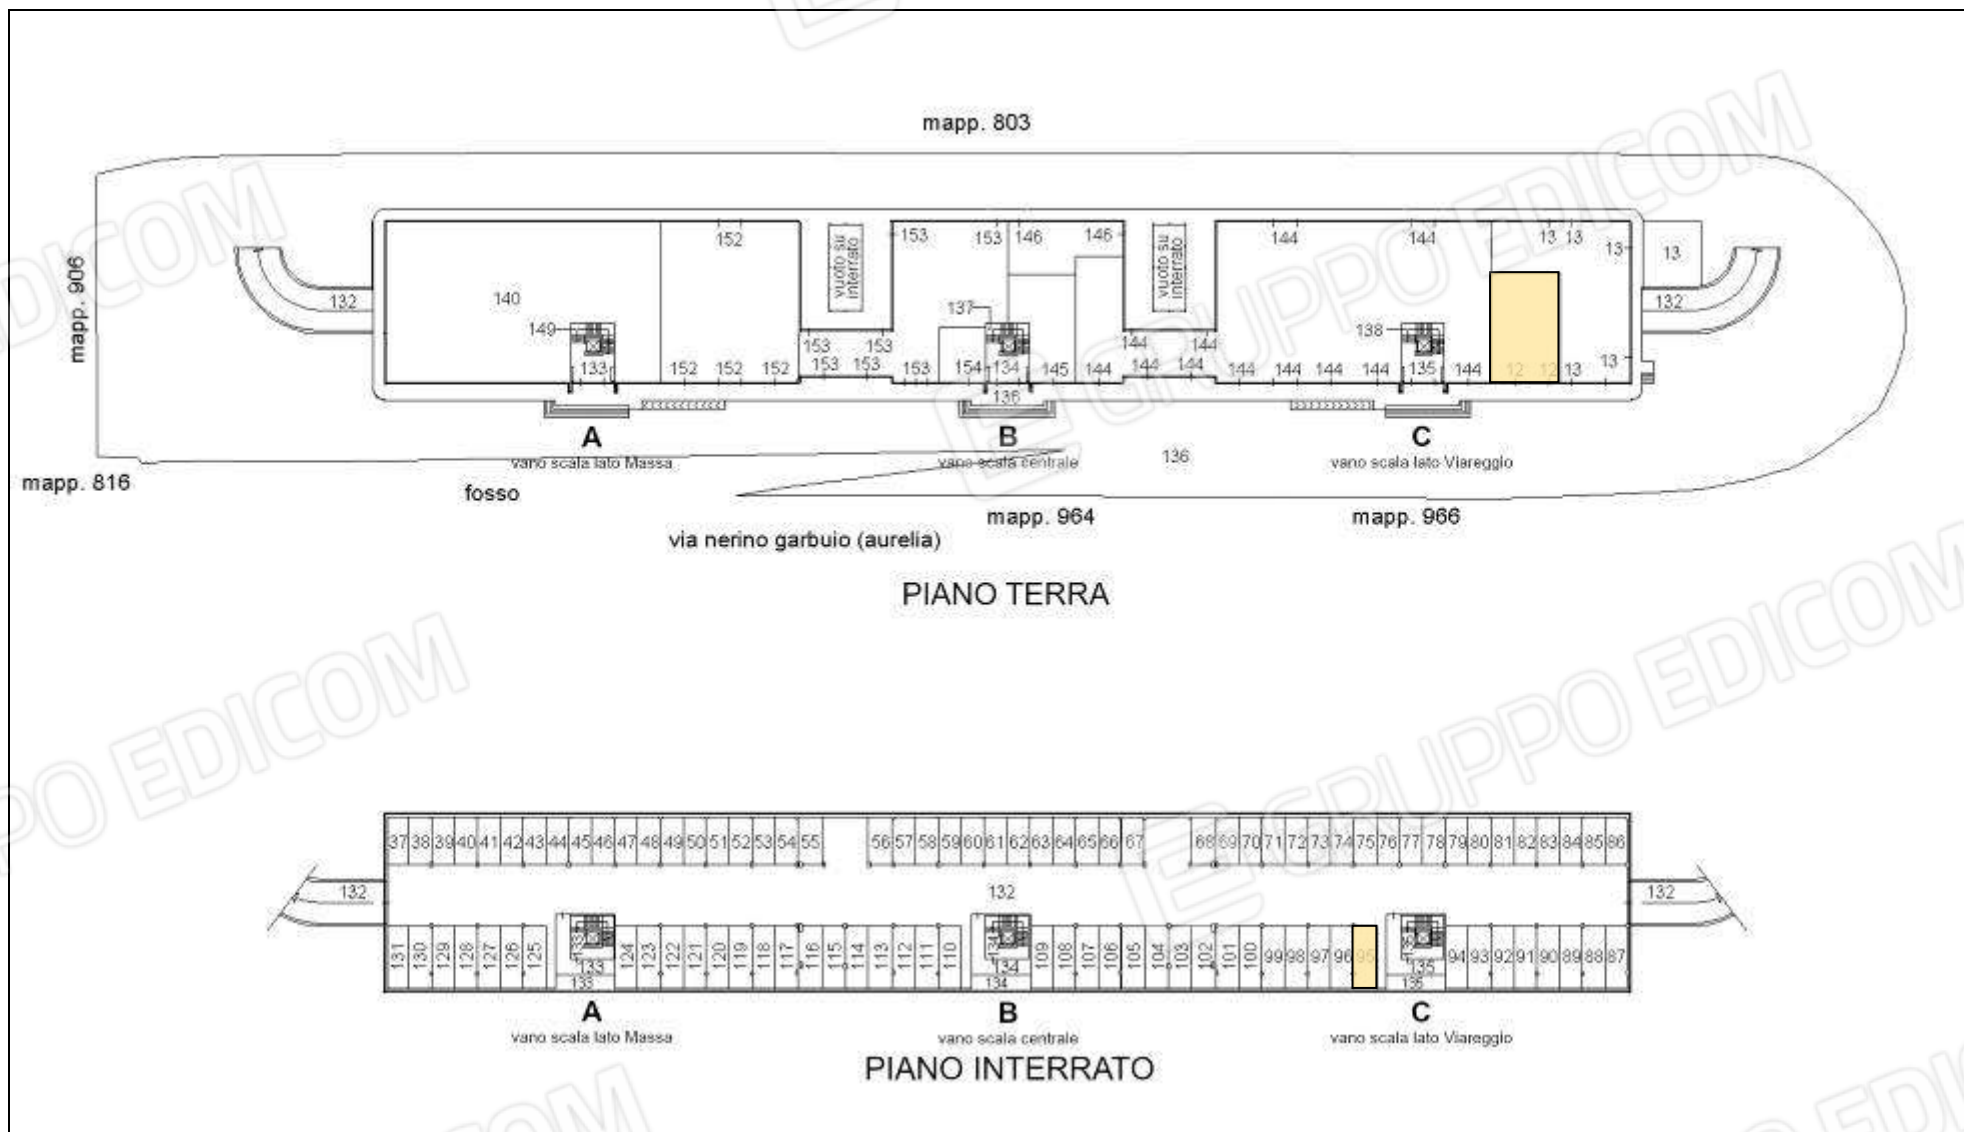 mapp. 803
152 153 153 146 146 144 144 13 13 13 13
vuoto su
interrato
vuoto su
interrato
mapp. 906
132 140 137 132
149 138
153 153 144 144 13
133 152 152 152 153 153 153 154 134 145 144 144 144 144 144 144 144 135 144 12 12 13
136
A B C
vano scala lato Massa vano scala centrale vano scala lato Viareggio
136
mapp. 816
fosso
mapp. 964 mapp. 966
via nerino garbuio (aurelia)
PIANO TERRA
37 38 39 40 41 42 43 44 45 46 47 48 49 50 51 52 53 54 55 56 57 58 59 60 61 62 63 64 65 66 67 68 69 70 71 72 73 74 75 76 77 78 79 80 81 82 83 84 85 86
132 132 132
131 130 129 128 127 126 125 133 124 123 122 121 120 119 118 117 116 115 114 113 112 111 110 134 109 108 107 106 105 104 103 102 101 100 99 98 97 96 95 135 94 93 92 91 90 89 88 87
133 134 135
133 134 135
A B C
vano scala lato Massa vano scala centrale vano scala lato Viareggio
PIANO INTERRATO
GRUPPO EDICOM